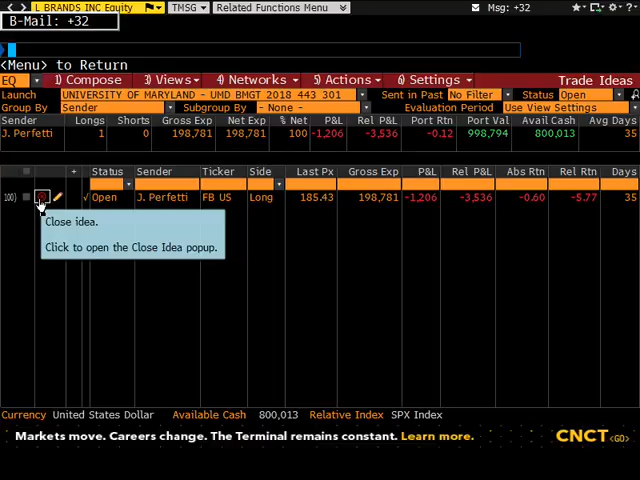 < > L BRANDS INC Equity TMSG Related Functions Menu Msg: +32
B-Mail: +32
<Menu> to Return
EQ 1) Compose 3) Views 4) Networks 5) Actions 6) Settings Trade Ideas
Launch UNIVERSITY OF MARYLAND - UMD BMGT 2018 443 301 Sent in Past No Filter Status Open
Group By Sender Subgroup By - None - Evaluation Period Use View Settings
Sender Longs Shorts Gross Exp Net Exp % Net P&L Rel P&L Port Rtn Port Val Avail Cash Avg Days
J. Perfetti 1 0 198,781 198,781 100 -1,206 -3,536 -0.12 998,794 800,013 35
+ Status Sender Ticker Side Last Px Gross Exp P&L Rel P&L Abs Rtn Rel Rtn Days
100) ✓ Open J. Perfetti FB US Long 185.43 198,781 -1,206 -3,536 -0.60 -5.77 35
Close idea.
Click to open the Close Idea popup.
Currency United States Dollar Available Cash 800,013 Relative Index SPX Index
Markets move. Careers change. The Terminal remains constant. Learn more. CNCT <GO>